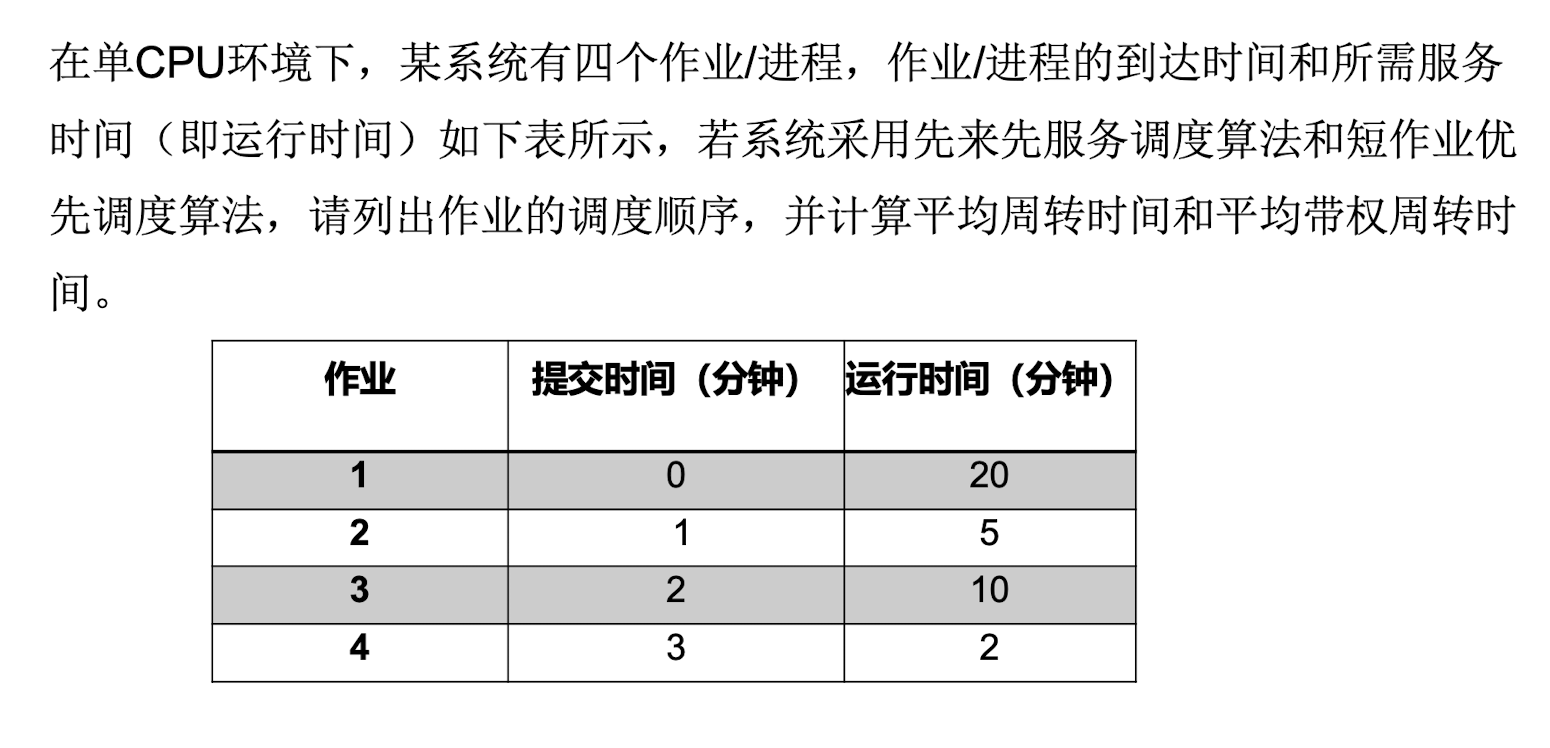 在单CPU环境下，某系统有四个作业/进程，作业/进程的到达时间和所需服务
时间（即运行时间）如下表所示，若系统采用先来先服务调度算法和短作业优
先调度算法，请列出作业的调度顺序，并计算平均周转时间和平均带权周转时
间。
作业 提交时间（分钟） 运行时间（分钟）
1 0 20
2 1 5
3 2 10
4 3 2